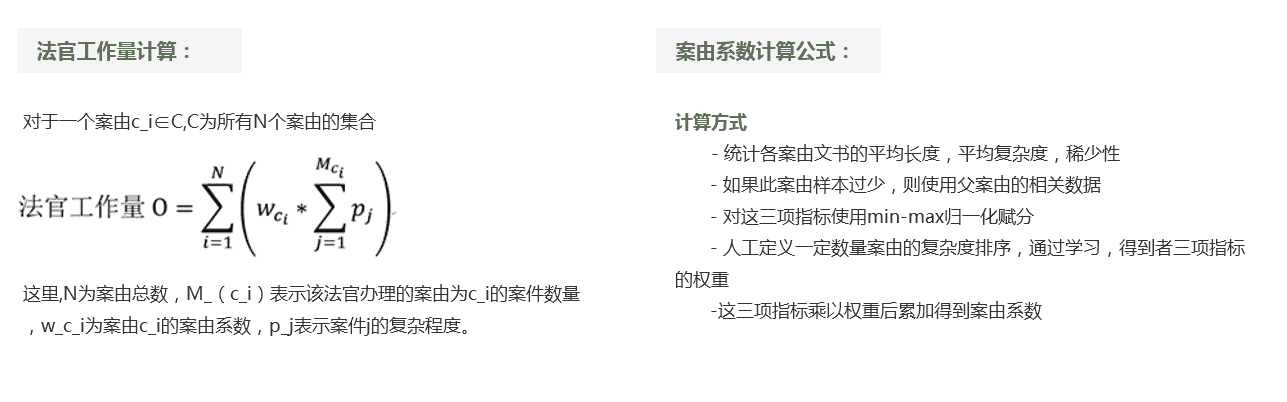 法官工作量计算：
对于一个案由c_i∈C,C为所有N个案由的集合
法官工作量 O = \sum_{i=1}^{N} \left( w_{c_i} * \sum_{j=1}^{M_{c_i}} p_j \right)
这里,N为案由总数，M_（c_i）表示该法官办理的案由为c_i的案件数量
，w_c_i为案由c_i的案由系数，p_j表示案件j的复杂程度。
案由系数计算公式：
计算方式
- 统计各案由文书的平均长度，平均复杂度，稀少性
- 如果此案由样本过少，则使用父案由的相关数据
- 对这三项指标使用min-max归一化赋分
- 人工定义一定数量案由的复杂度排序，通过学习，得到者三项指标
的权重
-这三项指标乘以权重后累加得到案由系数